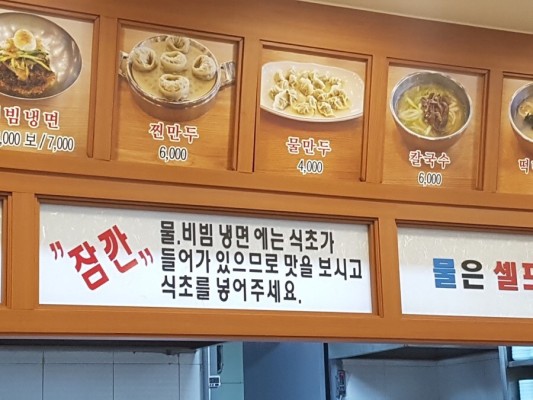 빔냉면
,000 보/7,000
찐만두
6,000
물만두
4,000
칼국수
6,000
"잠깐"
물.비빔 냉면 에는 식초가
들어가 있으므로 맛을 보시고
식초를 넣어주세요.
물은 셀프